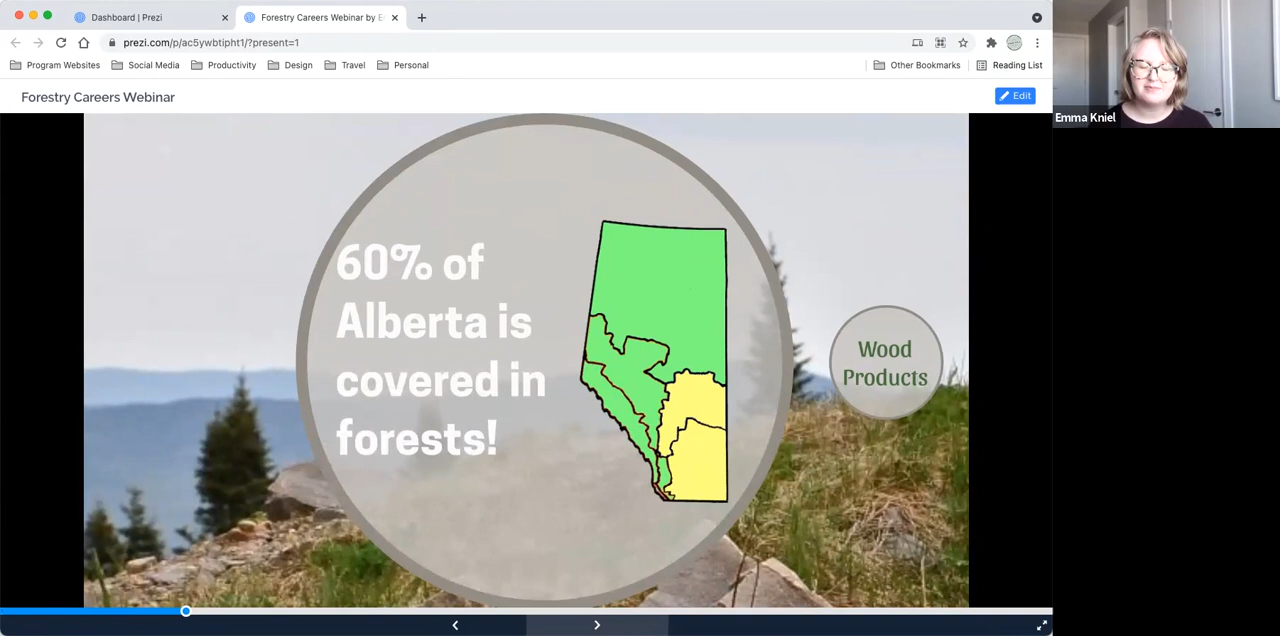 Dashboard | Prezi
Forestry Careers Webinar by E
prezi.com/p/ac5ywbtipht1/?present=1
Program Websites
Social Media
Productivity
Design
Travel
Personal
Other Bookmarks
Reading List
Forestry Careers Webinar
Edit
Emma Kniel
60% of
Alberta is
covered in
forests!
Wood
Products